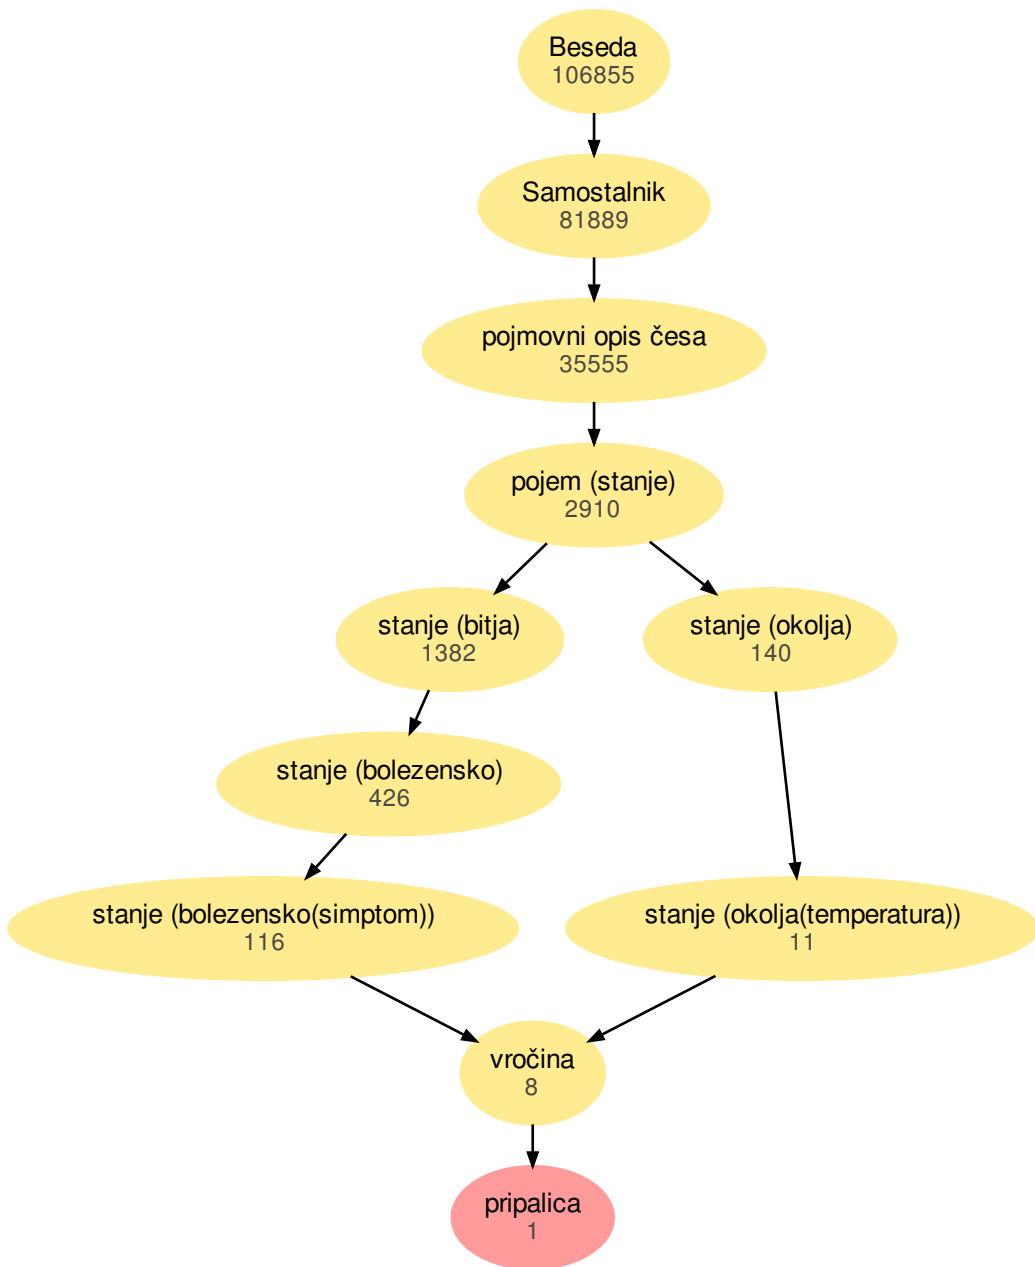 Beseda
106855
Samostalnik
81889
pojmovni opis česa
35555
pojem (stanje)
2910
stanje (bitja)
1382
stanje (okolja)
140
stanje (bolezensko)
426
stanje (bolezensko(simptom))
116
stanje (okolja(temperatura))
11
vročina
8
pripalica
1